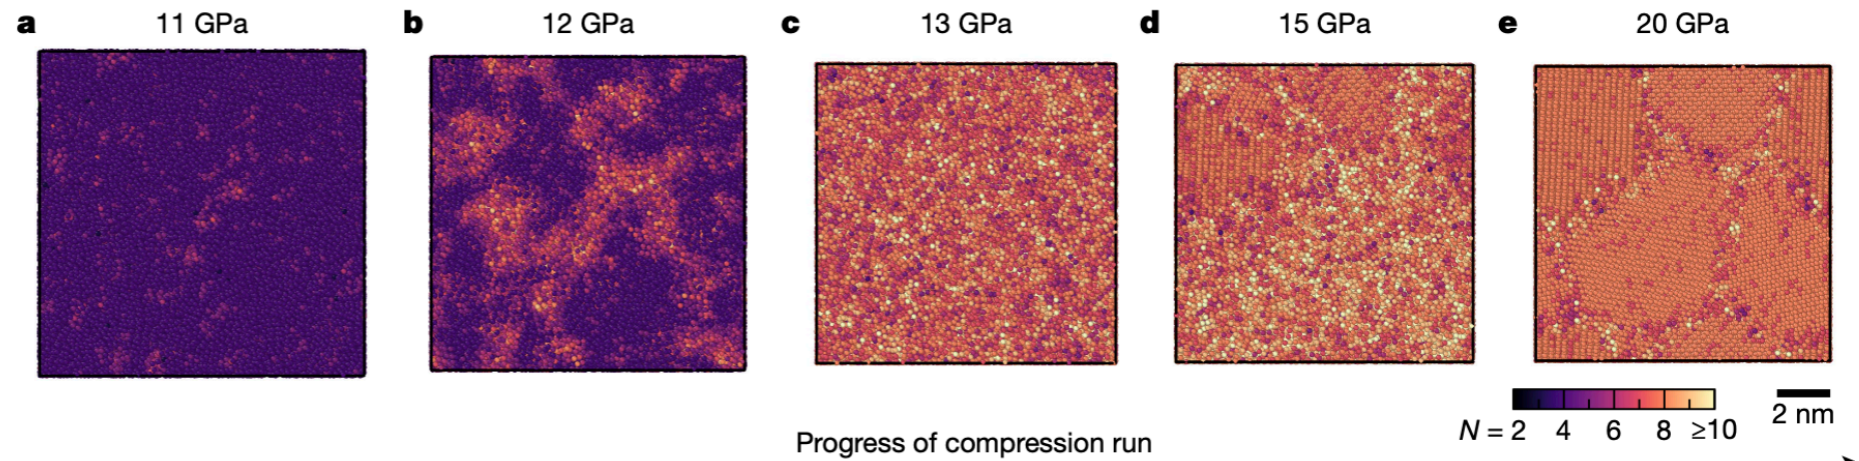 a 11 GPa b 12 GPa c 13 GPa d 15 GPa e 20 GPa
N = 2 4 6 8 ≥10
2 nm
Progress of compression run